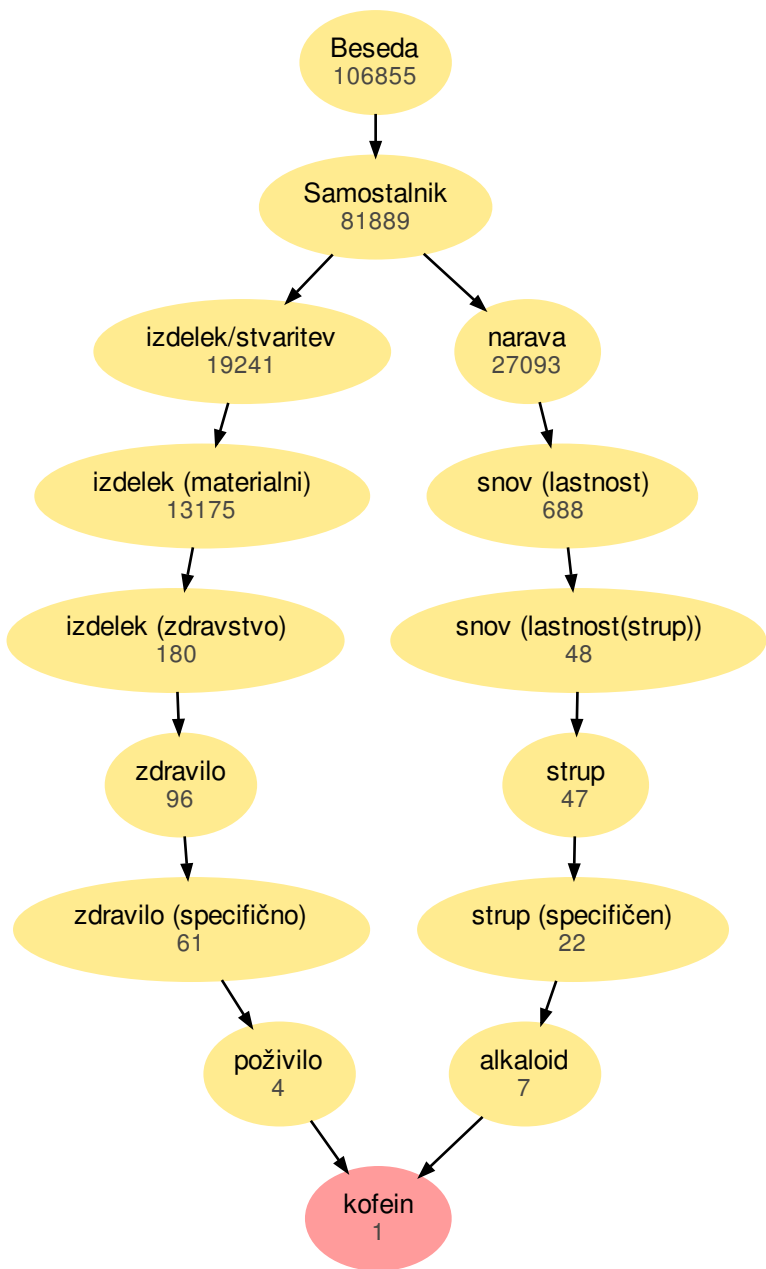 Beseda
106855
Samostalnik
81889
izdelek/stvaritev
19241
narava
27093
izdelek (materialni)
13175
snov (lastnost)
688
izdelek (zdravstvo)
180
snov (lastnost(strup))
48
zdravilo
96
strup
47
zdravilo (specifično)
61
strup (specifičen)
22
poživilo
4
alkaloid
7
kofein
1